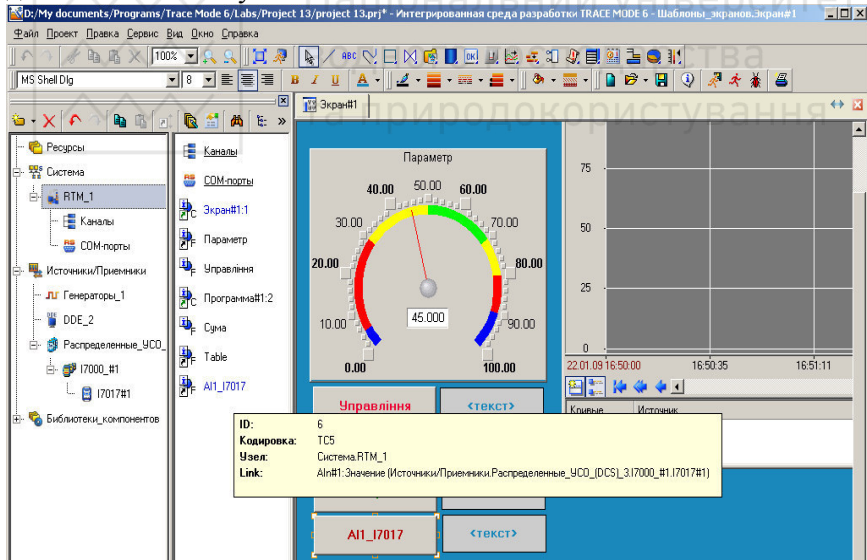 D:/My documents/Programs/Trace Mode 6/Labs/Project 13/project 13.prj* - Интегрированная среда разработки TRACE MODE 6 - Шаблоны_экранов.Экран#1
Файл Проект Правка Сервис Вид Окно Справка
100%
ABC
OK
MS Shell Dlg
8
Экран#1
Ресурсы
Система
RTM_1
Каналы
COM-порты
Источники/Приемники
Генераторы_1
DDE_2
Распределенные_УСО_
I7000_#1
I7017#1
Библиотеки_компонентов
Каналы
COM-порты
Экран#1:1
Параметр
Управління
Программа#1:2
Сума
Table
AI1_I7017
Параметр
0.00
10.00
20.00
30.00
40.00
50.00
60.00
70.00
80.00
90.00
100.00
45.000
75
50
25
0
22.01.09 16:50:00 16:50:35 16:51:11
Кривые Источник
Управління <текст>
ID: 6
Кодировка: TC5
Узел: Система.RTM_1
Link: AIn#1:Значение (Источники/Приемники.Распределенные_УСО_(DCS)_3.I7000_#1.I7017#1)
AI1_I7017 <текст>
природокористування